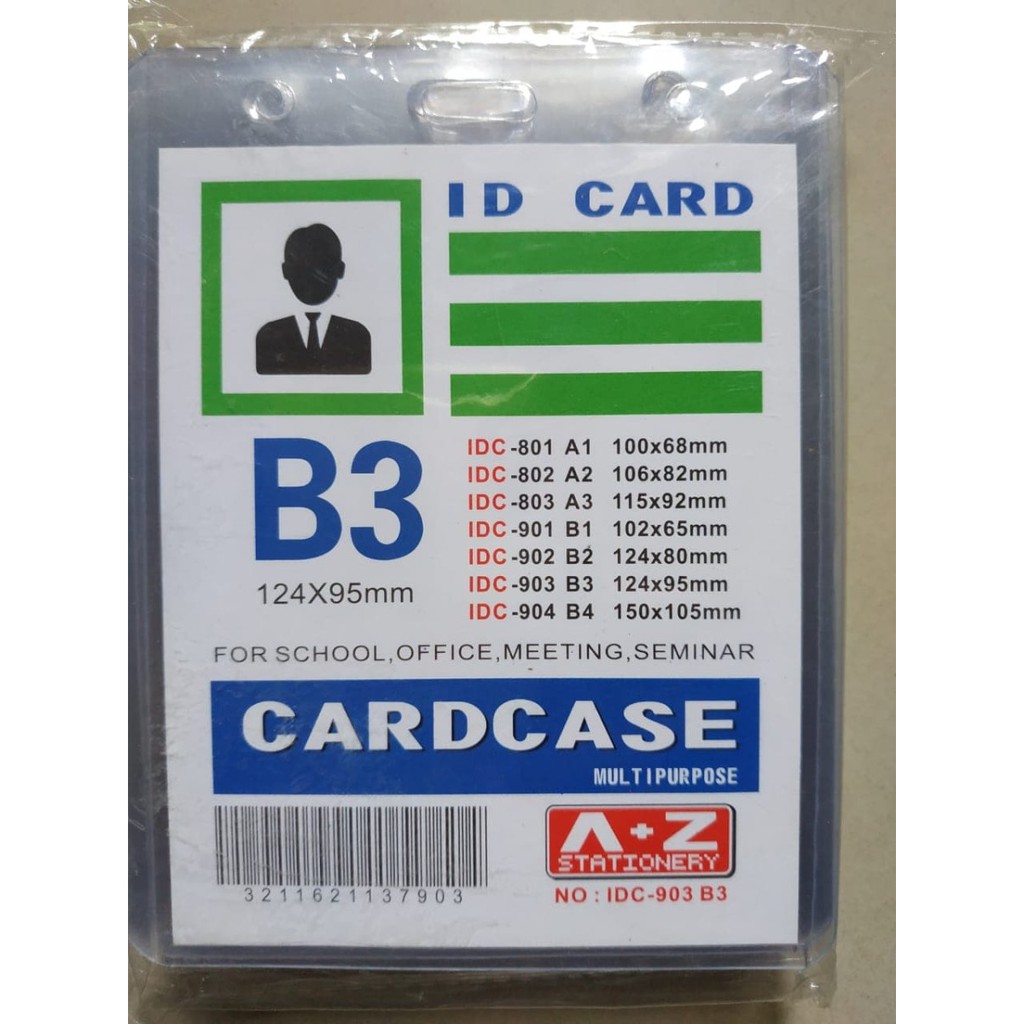 ID CARD
B3
124X95mm
IDC-801 A1 100x68mm
IDC-802 A2 106x82mm
IDC-803 A3 115x92mm
IDC-901 B1 102x65mm
IDC-902 B2 124x80mm
IDC-903 B3 124x95mm
IDC-904 B4 150x105mm
FOR SCHOOL,OFFICE,MEETING,SEMINAR
CARDCASE
MULTIPURPOSE
3211621137903
A+Z
STATIONERY
NO : IDC-903 B3